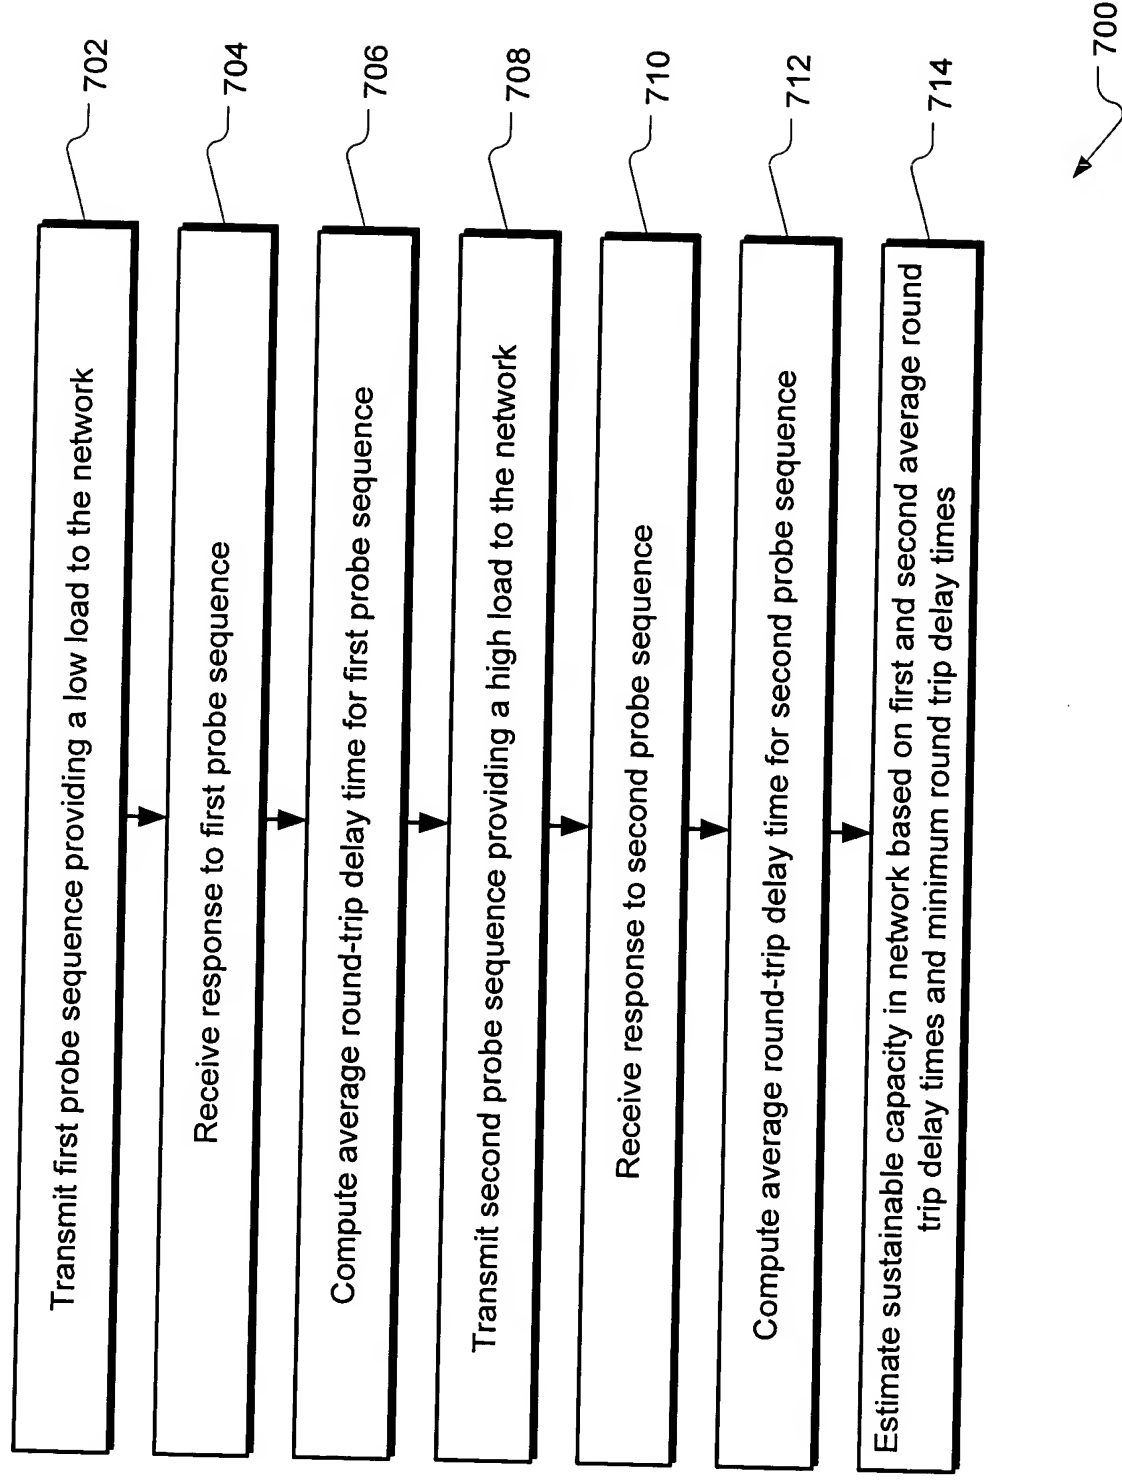 Transmit first probe sequence providing a low load to the network
702
Receive response to first probe sequence
704
Compute average round-trip delay time for first probe sequence
706
Transmit second probe sequence providing a high load to the network
708
Receive response to second probe sequence
710
Compute average round-trip delay time for second probe sequence
712
Estimate sustainable capacity in network based on first and second average round
trip delay times and minimum round trip delay times
714
700